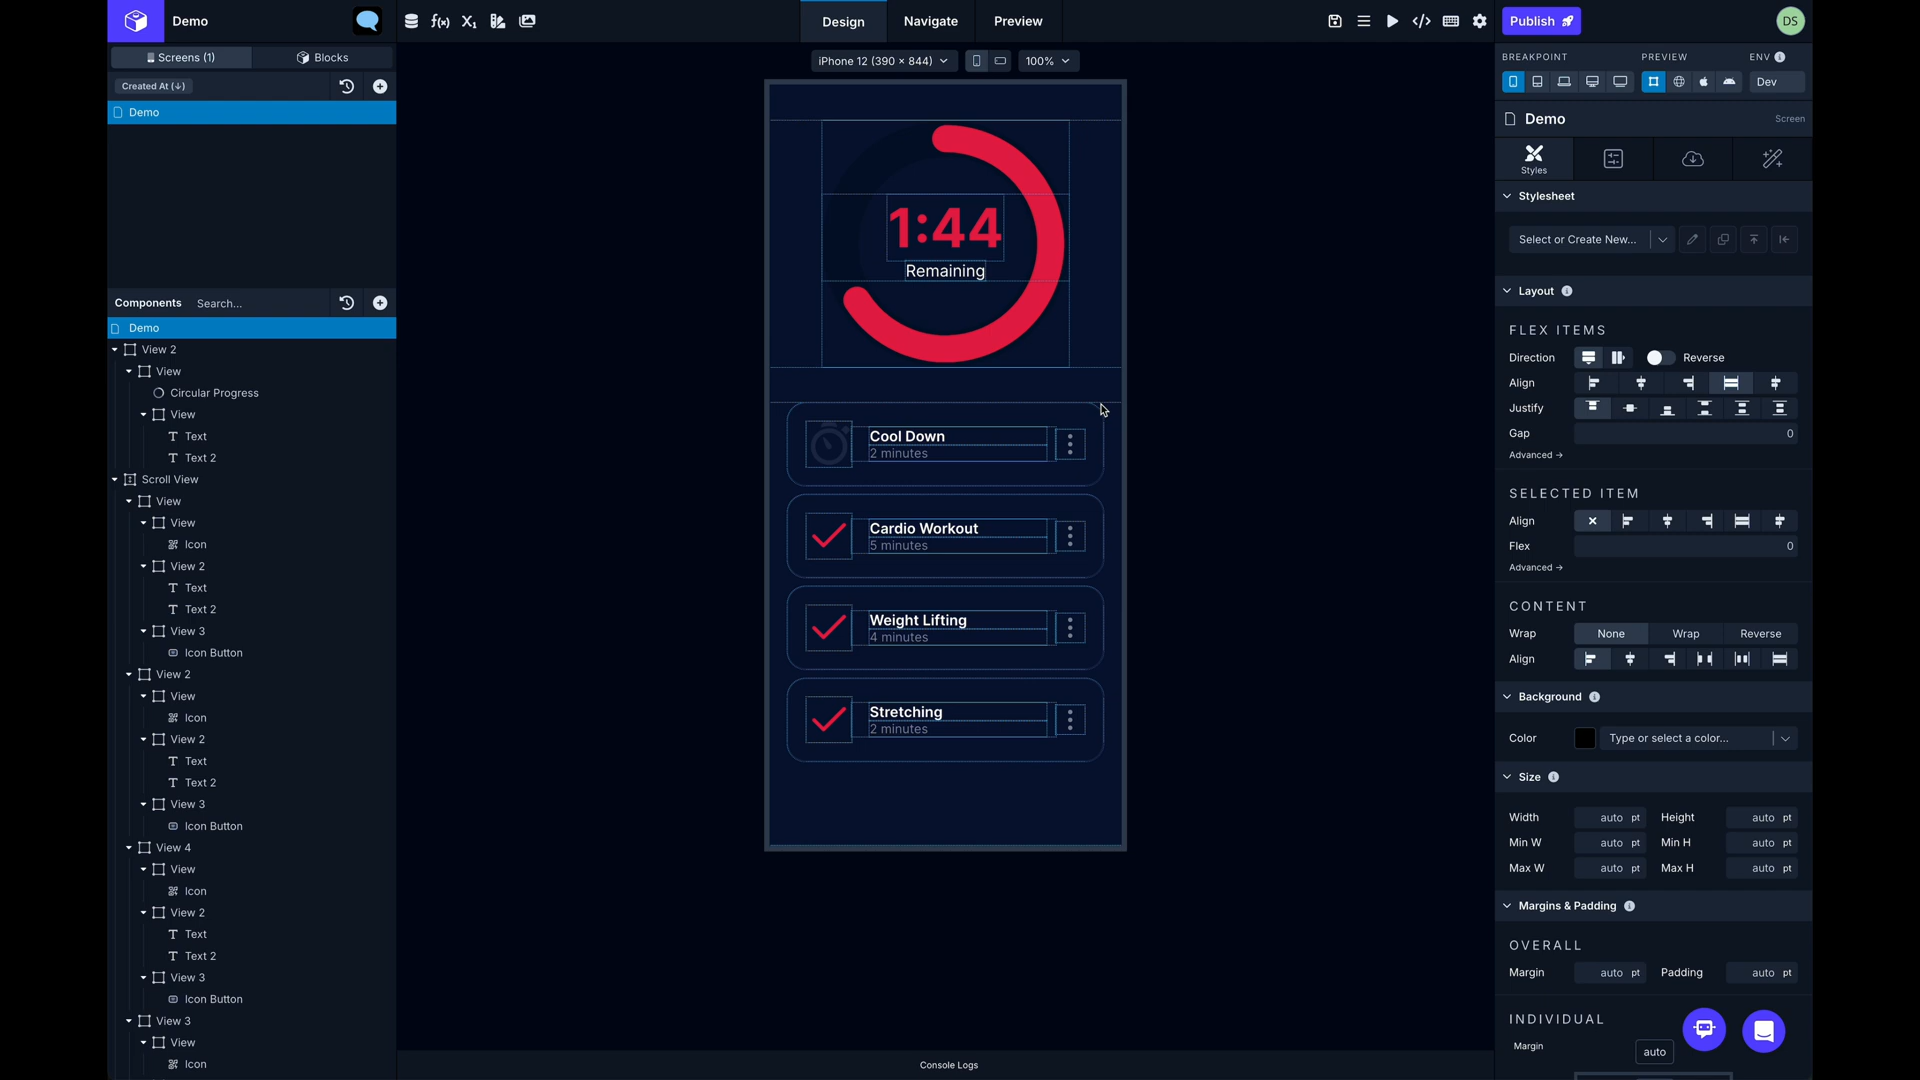 Demo
f(x)
X₁
Design
Navigate
Preview
Publish
DS
Screens (1)
Blocks
Created At (↓)
Demo
Components
Search...
Demo
View 2
View
Circular Progress
View
Text
Text 2
Scroll View
View
View
Icon
View 2
Text
Text 2
View 3
Icon Button
View 2
View
Icon
View 2
Text
Text 2
View 3
Icon Button
View 4
View
Icon
View 2
Text
Text 2
View 3
Icon Button
View 3
View
Icon
iPhone 12 (390 × 844)
100%
1:44
Remaining
Cool Down
2 minutes
Cardio Workout
5 minutes
Weight Lifting
4 minutes
Stretching
2 minutes
Console Logs
BREAKPOINT
PREVIEW
ENV
Dev
Demo
Screen
Styles
Stylesheet
Select or Create New...
Layout
FLEX ITEMS
Direction
Reverse
Align
Justify
Gap
0
Advanced →
SELECTED ITEM
Align
Flex
0
Advanced →
CONTENT
Wrap
None
Wrap
Reverse
Align
Background
Color
Type or select a color...
Size
Width auto pt Height auto pt
Min W auto pt Min H auto pt
Max W auto pt Max H auto pt
Margins & Padding
OVERALL
Margin auto pt Padding auto pt
INDIVIDUAL
Margin
auto